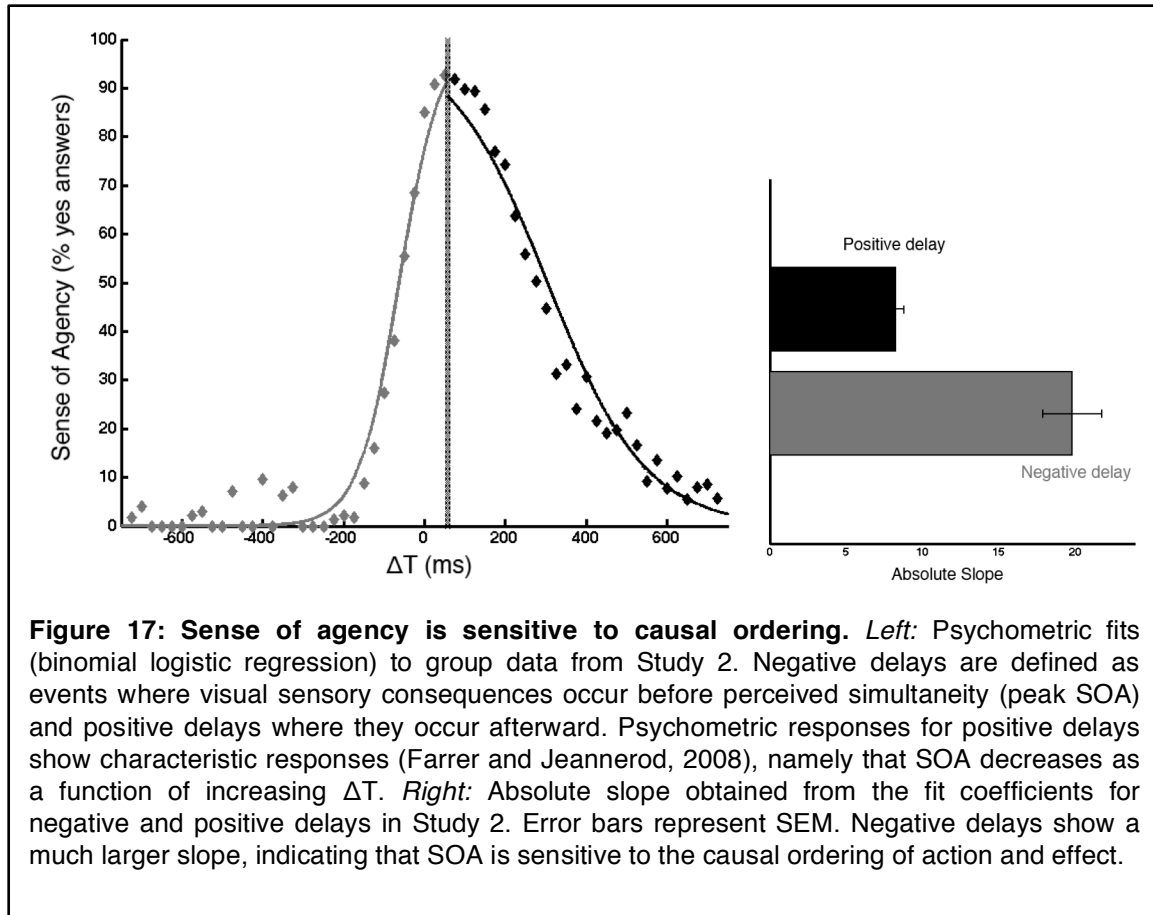 100
90
80
70
60
50
40
30
20
10
0
Sense of Agency (% yes answers)
-600
-400
-200
0
200
400
600
ΔT (ms)
Positive delay
Negative delay
0
5
10
15
20
Absolute Slope
Figure 17: Sense of agency is sensitive to causal ordering. Left: Psychometric fits
(binomial logistic regression) to group data from Study 2. Negative delays are defined as
events where visual sensory consequences occur before perceived simultaneity (peak SOA)
and positive delays where they occur afterward. Psychometric responses for positive delays
show characteristic responses (Farrer and Jeannerod, 2008), namely that SOA decreases as
a function of increasing ΔT. Right: Absolute slope obtained from the fit coefficients for
negative and positive delays in Study 2. Error bars represent SEM. Negative delays show a
much larger slope, indicating that SOA is sensitive to the causal ordering of action and effect.